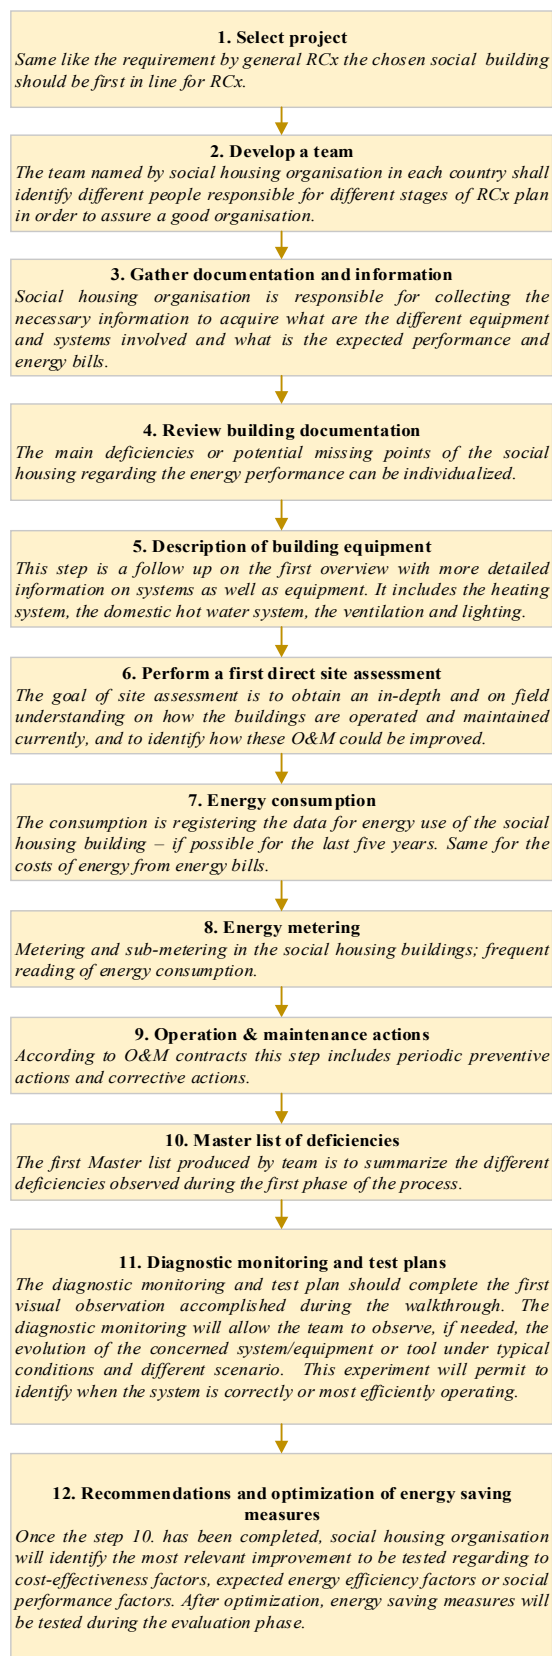 1. Select project
Same like the requirement by general RCx the chosen social building
should be first in line for RCx.
2. Develop a team
The team named by social housing organisation in each country shall
identify different people responsible for different stages of RCx plan
in order to assure a good organisation.
3. Gather documentation and information
Social housing organisation is responsible for collecting the
necessary information to acquire what are the different equipment
and systems involved and what is the expected performance and
energy bills.
4. Review building documentation
The main deficiencies or potential missing points of the social
housing regarding the energy performance can be individualized.
5. Description of building equipment
This step is a follow up on the first overview with more detailed
information on systems as well as equipment. It includes the heating
system, the domestic hot water system, the ventilation and lighting.
6. Perform a first direct site assessment
The goal of site assessment is to obtain an in-depth and on field
understanding on how the buildings are operated and maintained
currently, and to identify how these O&M could be improved.
7. Energy consumption
The consumption is registering the data for energy use of the social
housing building – if possible for the last five years. Same for the
costs of energy from energy bills.
8. Energy metering
Metering and sub-metering in the social housing buildings; frequent
reading of energy consumption.
9. Operation & maintenance actions
According to O&M contracts this step includes periodic preventive
actions and corrective actions.
10. Master list of deficiencies
The first Master list produced by team is to summarize the different
deficiencies observed during the first phase of the process.
11. Diagnostic monitoring and test plans
The diagnostic monitoring and test plan should complete the first
visual observation accomplished during the walkthrough. The
diagnostic monitoring will allow the team to observe, if needed, the
evolution of the concerned system/equipment or tool under typical
conditions and different scenario. This experiment will permit to
identify when the system is correctly or most efficiently operating.
12. Recommendations and optimization of energy saving
measures
Once the step 10. has been completed, social housing organisation
will identify the most relevant improvement to be tested regarding to
cost-effectiveness factors, expected energy efficiency factors or social
performance factors. After optimization, energy saving measures will
be tested during the evaluation phase.